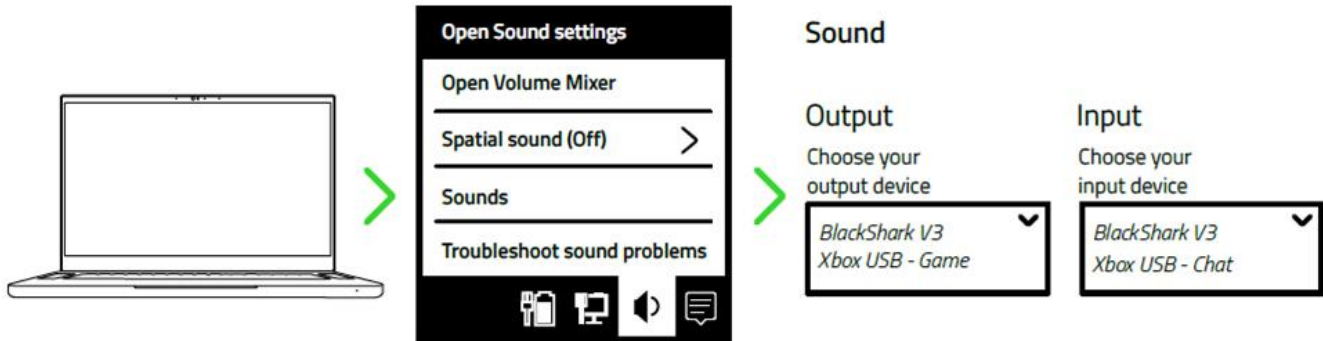 Open Sound settings
Open Volume Mixer
Spatial sound (Off)
Sounds
Troubleshoot sound problems
Sound
Output
Choose your
output device
BlackShark V3
Xbox USB - Game
Input
Choose your
input device
BlackShark V3
Xbox USB - Chat